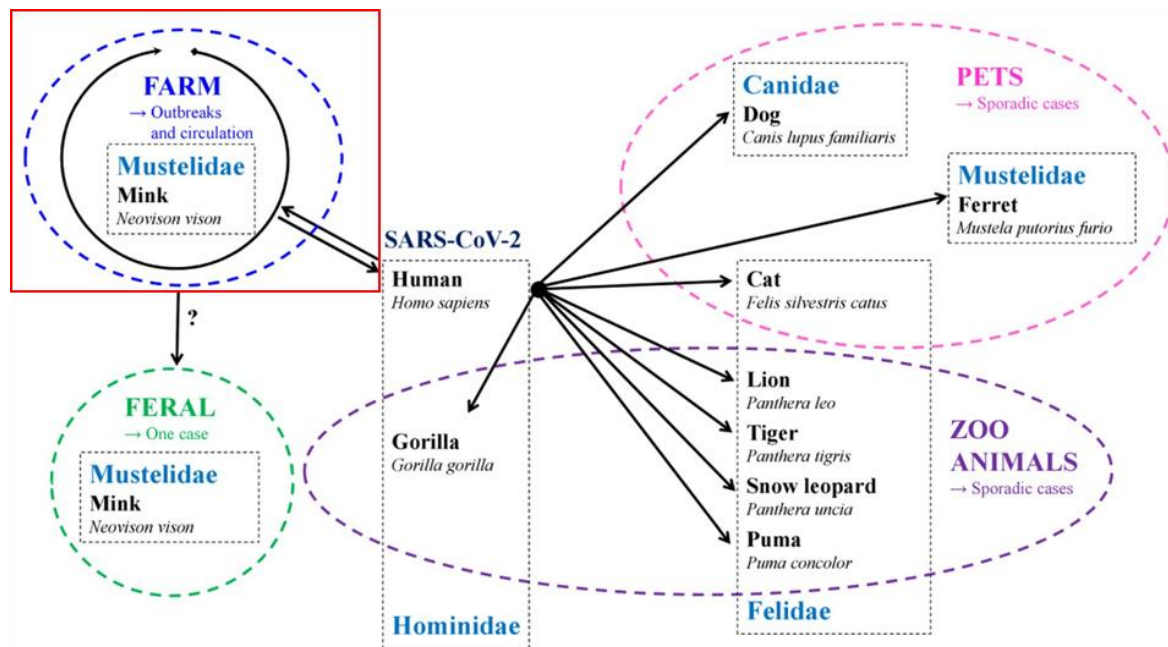 FARM
→ Outbreaks
and circulation
Mustelidae
Mink
Neovison vison
?
FERAL
→ One case
Mustelidae
Mink
Neovison vison
SARS-CoV-2
Human
Homo sapiens
Gorilla
Gorilla gorilla
Hominidae
Canidae
Dog
Canis lupus familiaris
PETS
→ Sporadic cases
Mustelidae
Ferret
Mustela putorius furio
Cat
Felis silvestris catus
Lion
Panthera leo
Tiger
Panthera tigris
Snow leopard
Panthera uncia
Puma
Puma concolor
Felidae
ZOO
ANIMALS
→ Sporadic cases